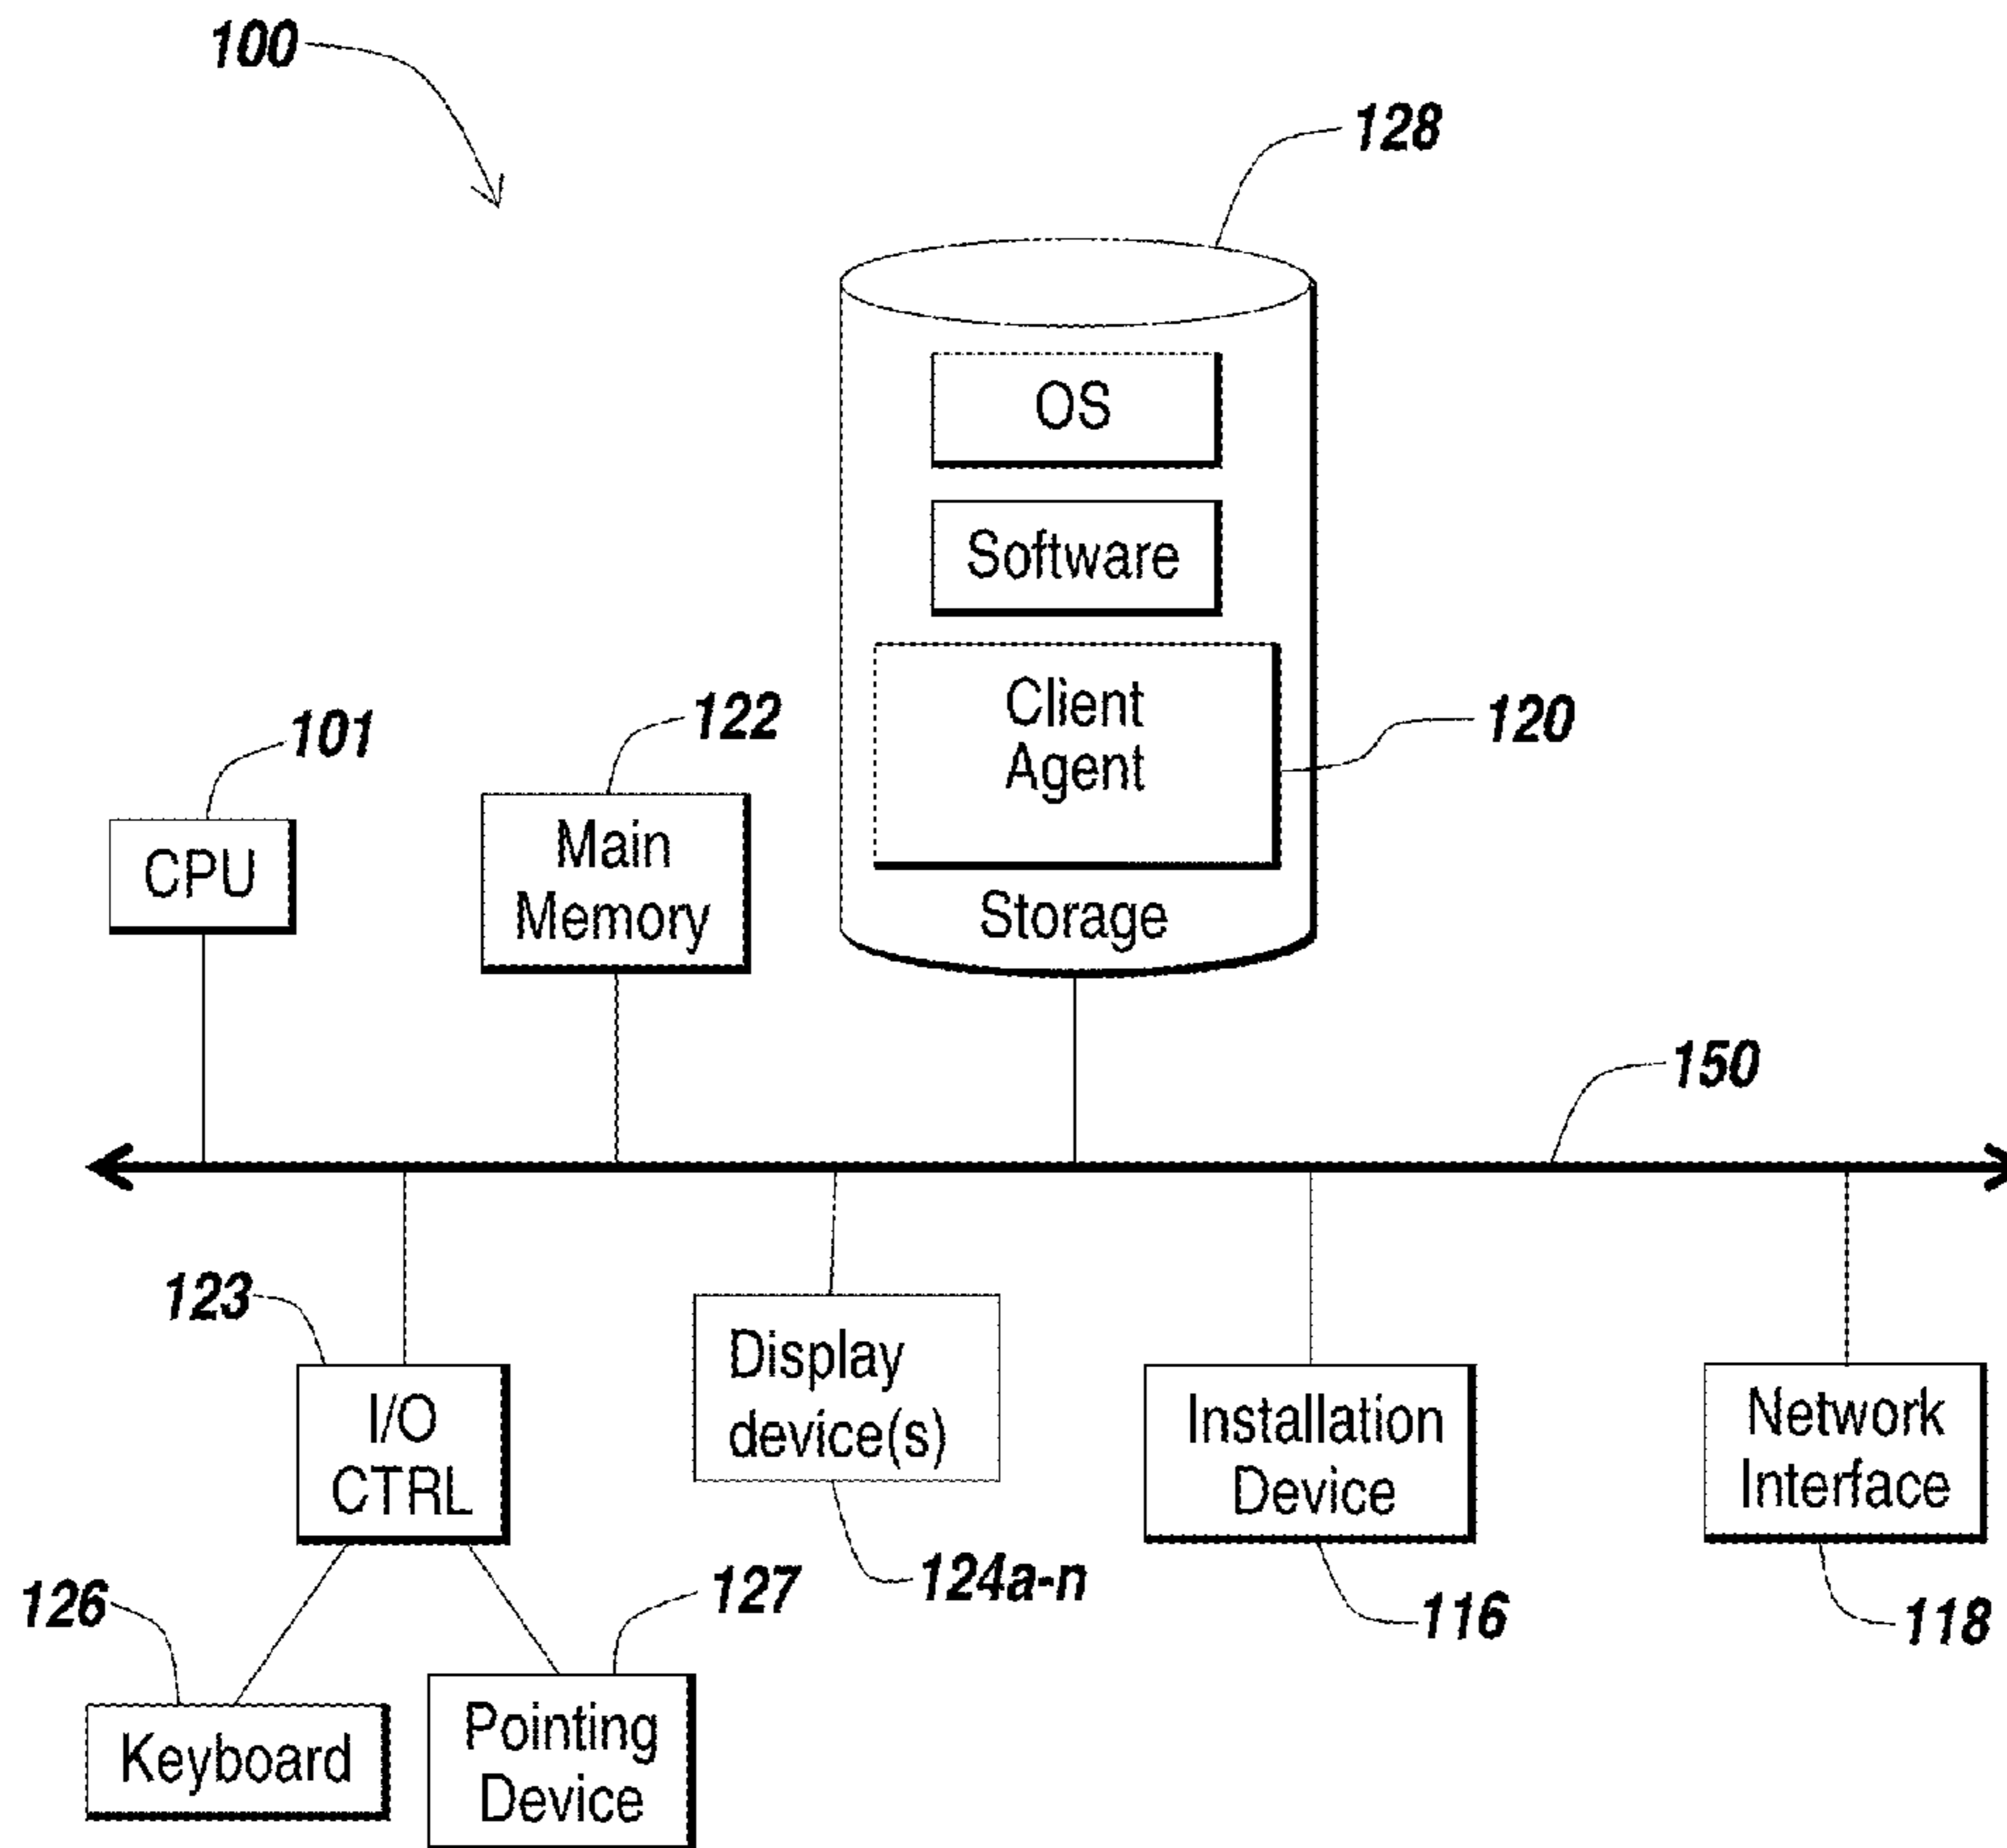 100
128
OS
Software
Client
Agent
120
Storage
101
CPU
122
Main
Memory
150
123
I/O
CTRL
Display
device(s)
124a-n
Installation
Device
116
Network
Interface
118
126
Keyboard
127
Pointing
Device